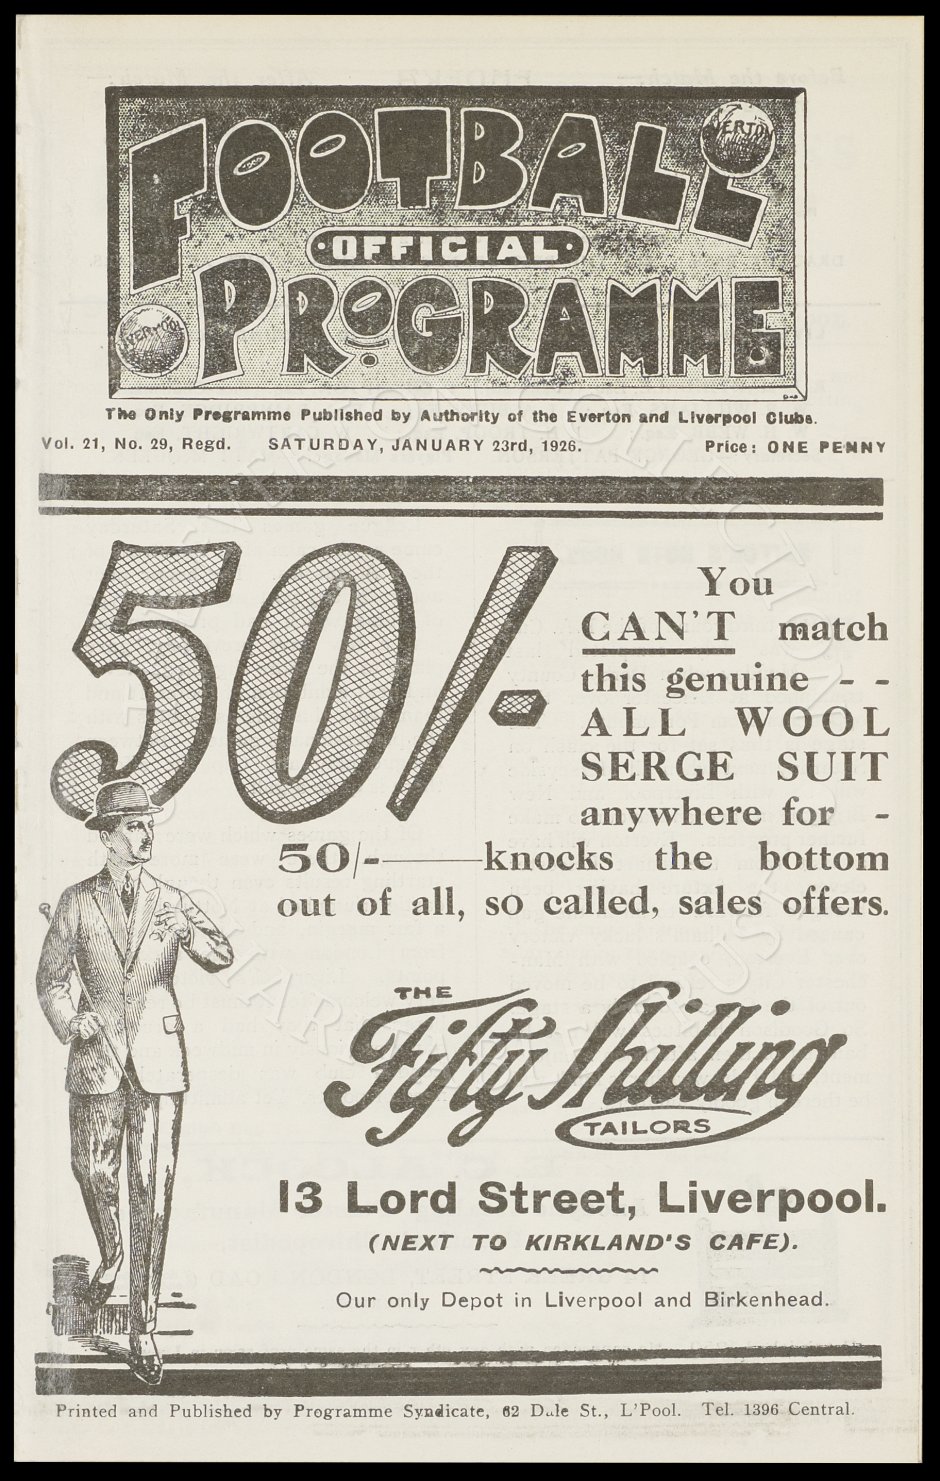 FOOTBALL
EVERTON
OFFICIAL
PROGRAMME
LIVERPOOL
The Only Programme Published by Authority of the Everton and Liverpool Clubs.
Vol. 21, No. 29, Regd. SATURDAY, JANUARY 23rd, 1926. Price: ONE PENNY
50/-
You
CAN'T match
this genuine - -
ALL WOOL
SERGE SUIT
anywhere for -
50/-——knocks the bottom
out of all, so called, sales offers.
THE
Fifty Shilling
TAILORS
13 Lord Street, Liverpool.
(NEXT TO KIRKLAND'S CAFE).
Our only Depot in Liverpool and Birkenhead.
Printed and Published by Programme Syndicate, 62 Dale St., L'Pool. Tel. 1396 Central.
EVERTON COLLECTION CHARITABLE TRUST